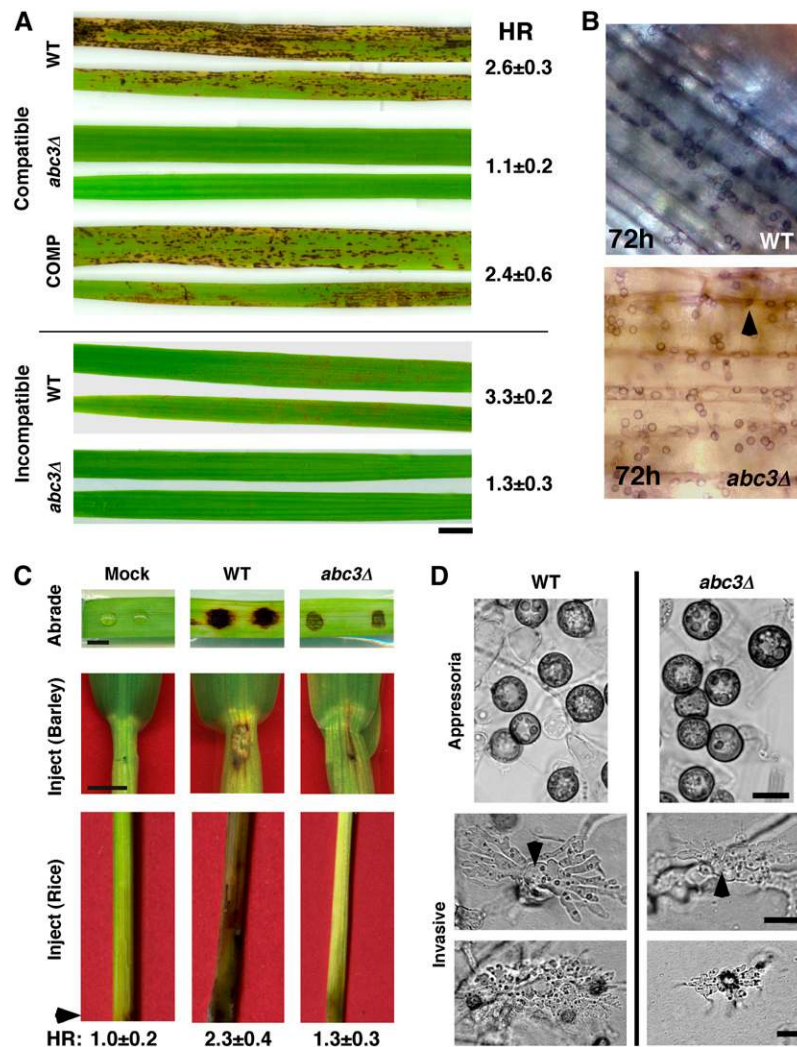 A
HR
WT
2.6±0.3
Compatible
abc3Δ
1.1±0.2
COMP
2.4±0.6
Incompatible
WT
3.3±0.2
abc3Δ
1.3±0.3
B
72h
WT
72h
abc3Δ
C
Mock
WT
abc3Δ
Abrade
Inject (Barley)
Inject (Rice)
HR: 1.0±0.2 2.3±0.4 1.3±0.3
D
WT
abc3Δ
Appressoria
Invasive